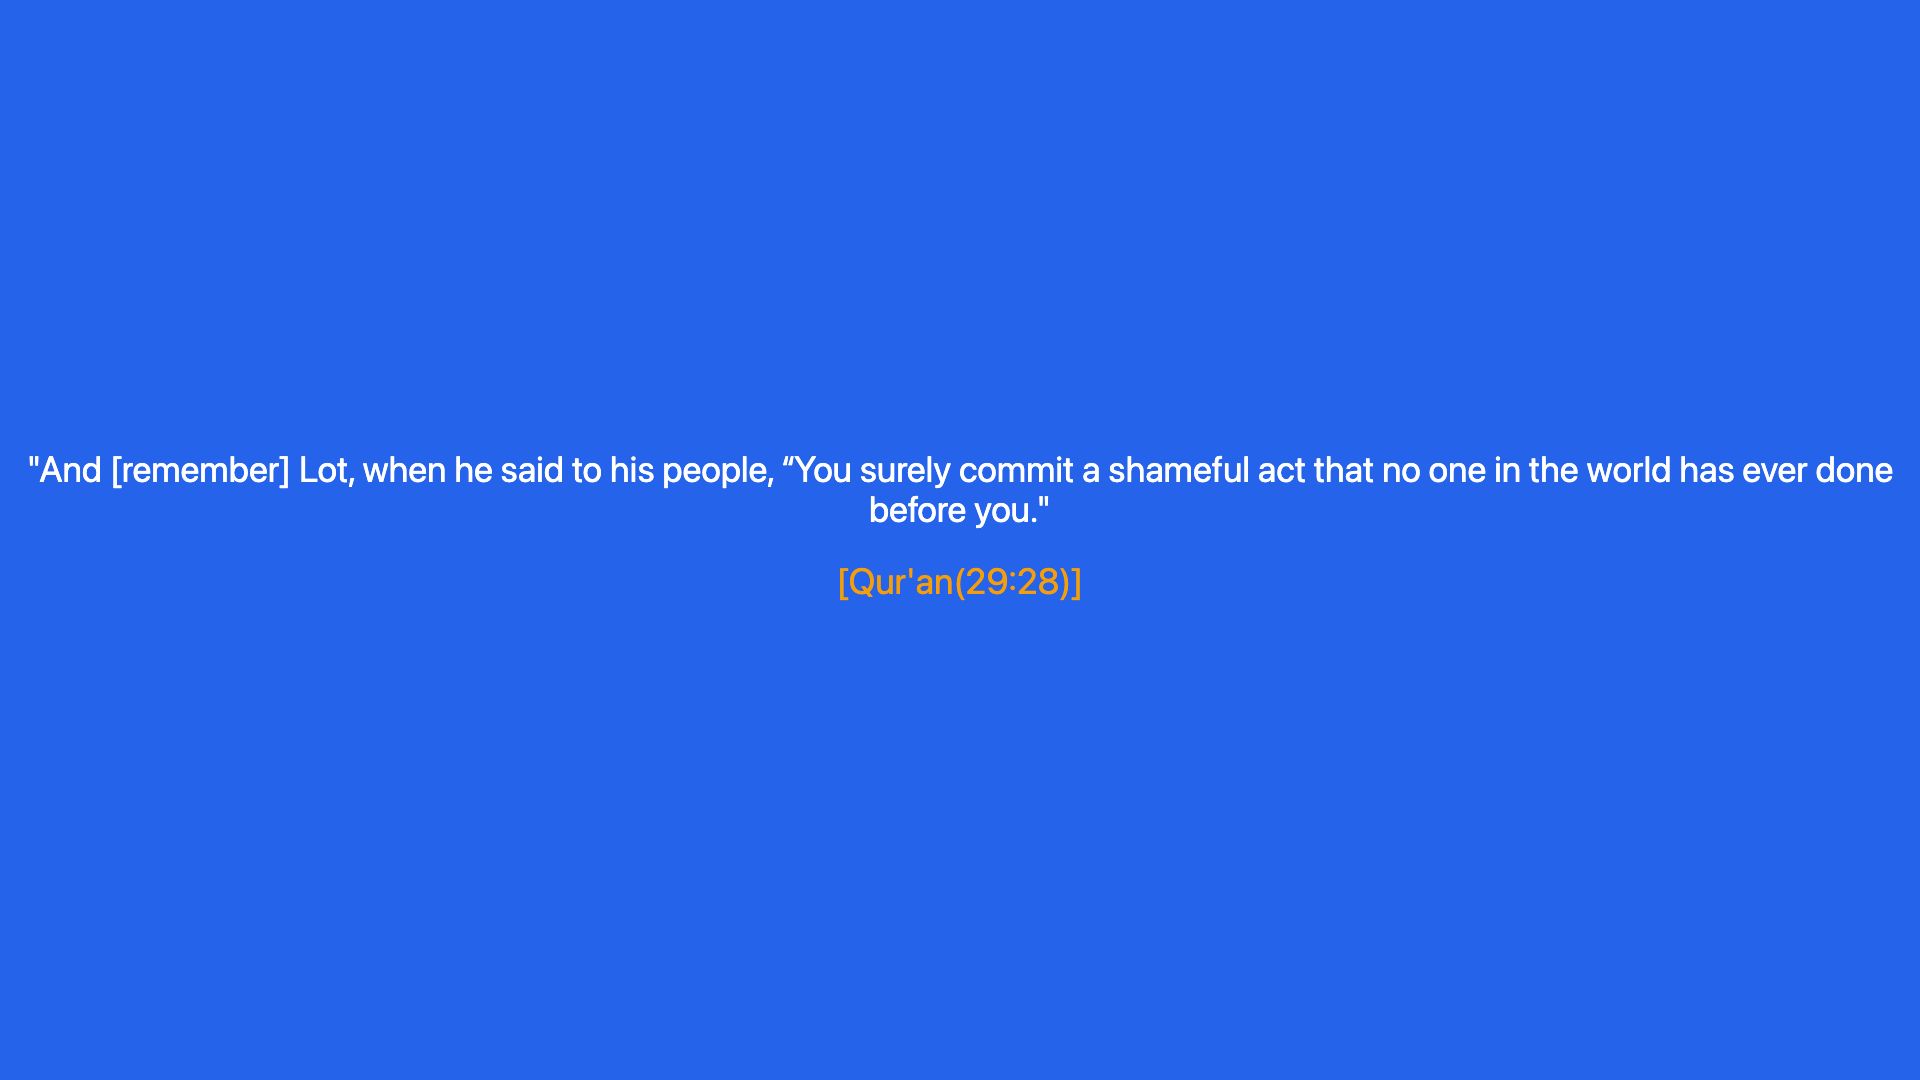 "And [remember] Lot, when he said to his people, “You surely commit a shameful act that no one in the world has ever done
before you."
[Qur'an(29:28)]